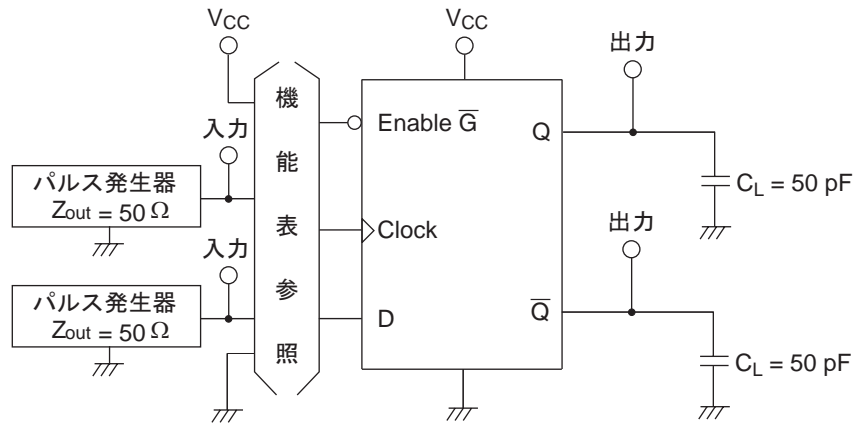 VCC
VCC
出力
入力
機能表参照
Enable G̅
Q
パルス発生器
Zout = 50 Ω
CL = 50 pF
Clock
出力
入力
パルス発生器
Zout = 50 Ω
D
Q̅
CL = 50 pF